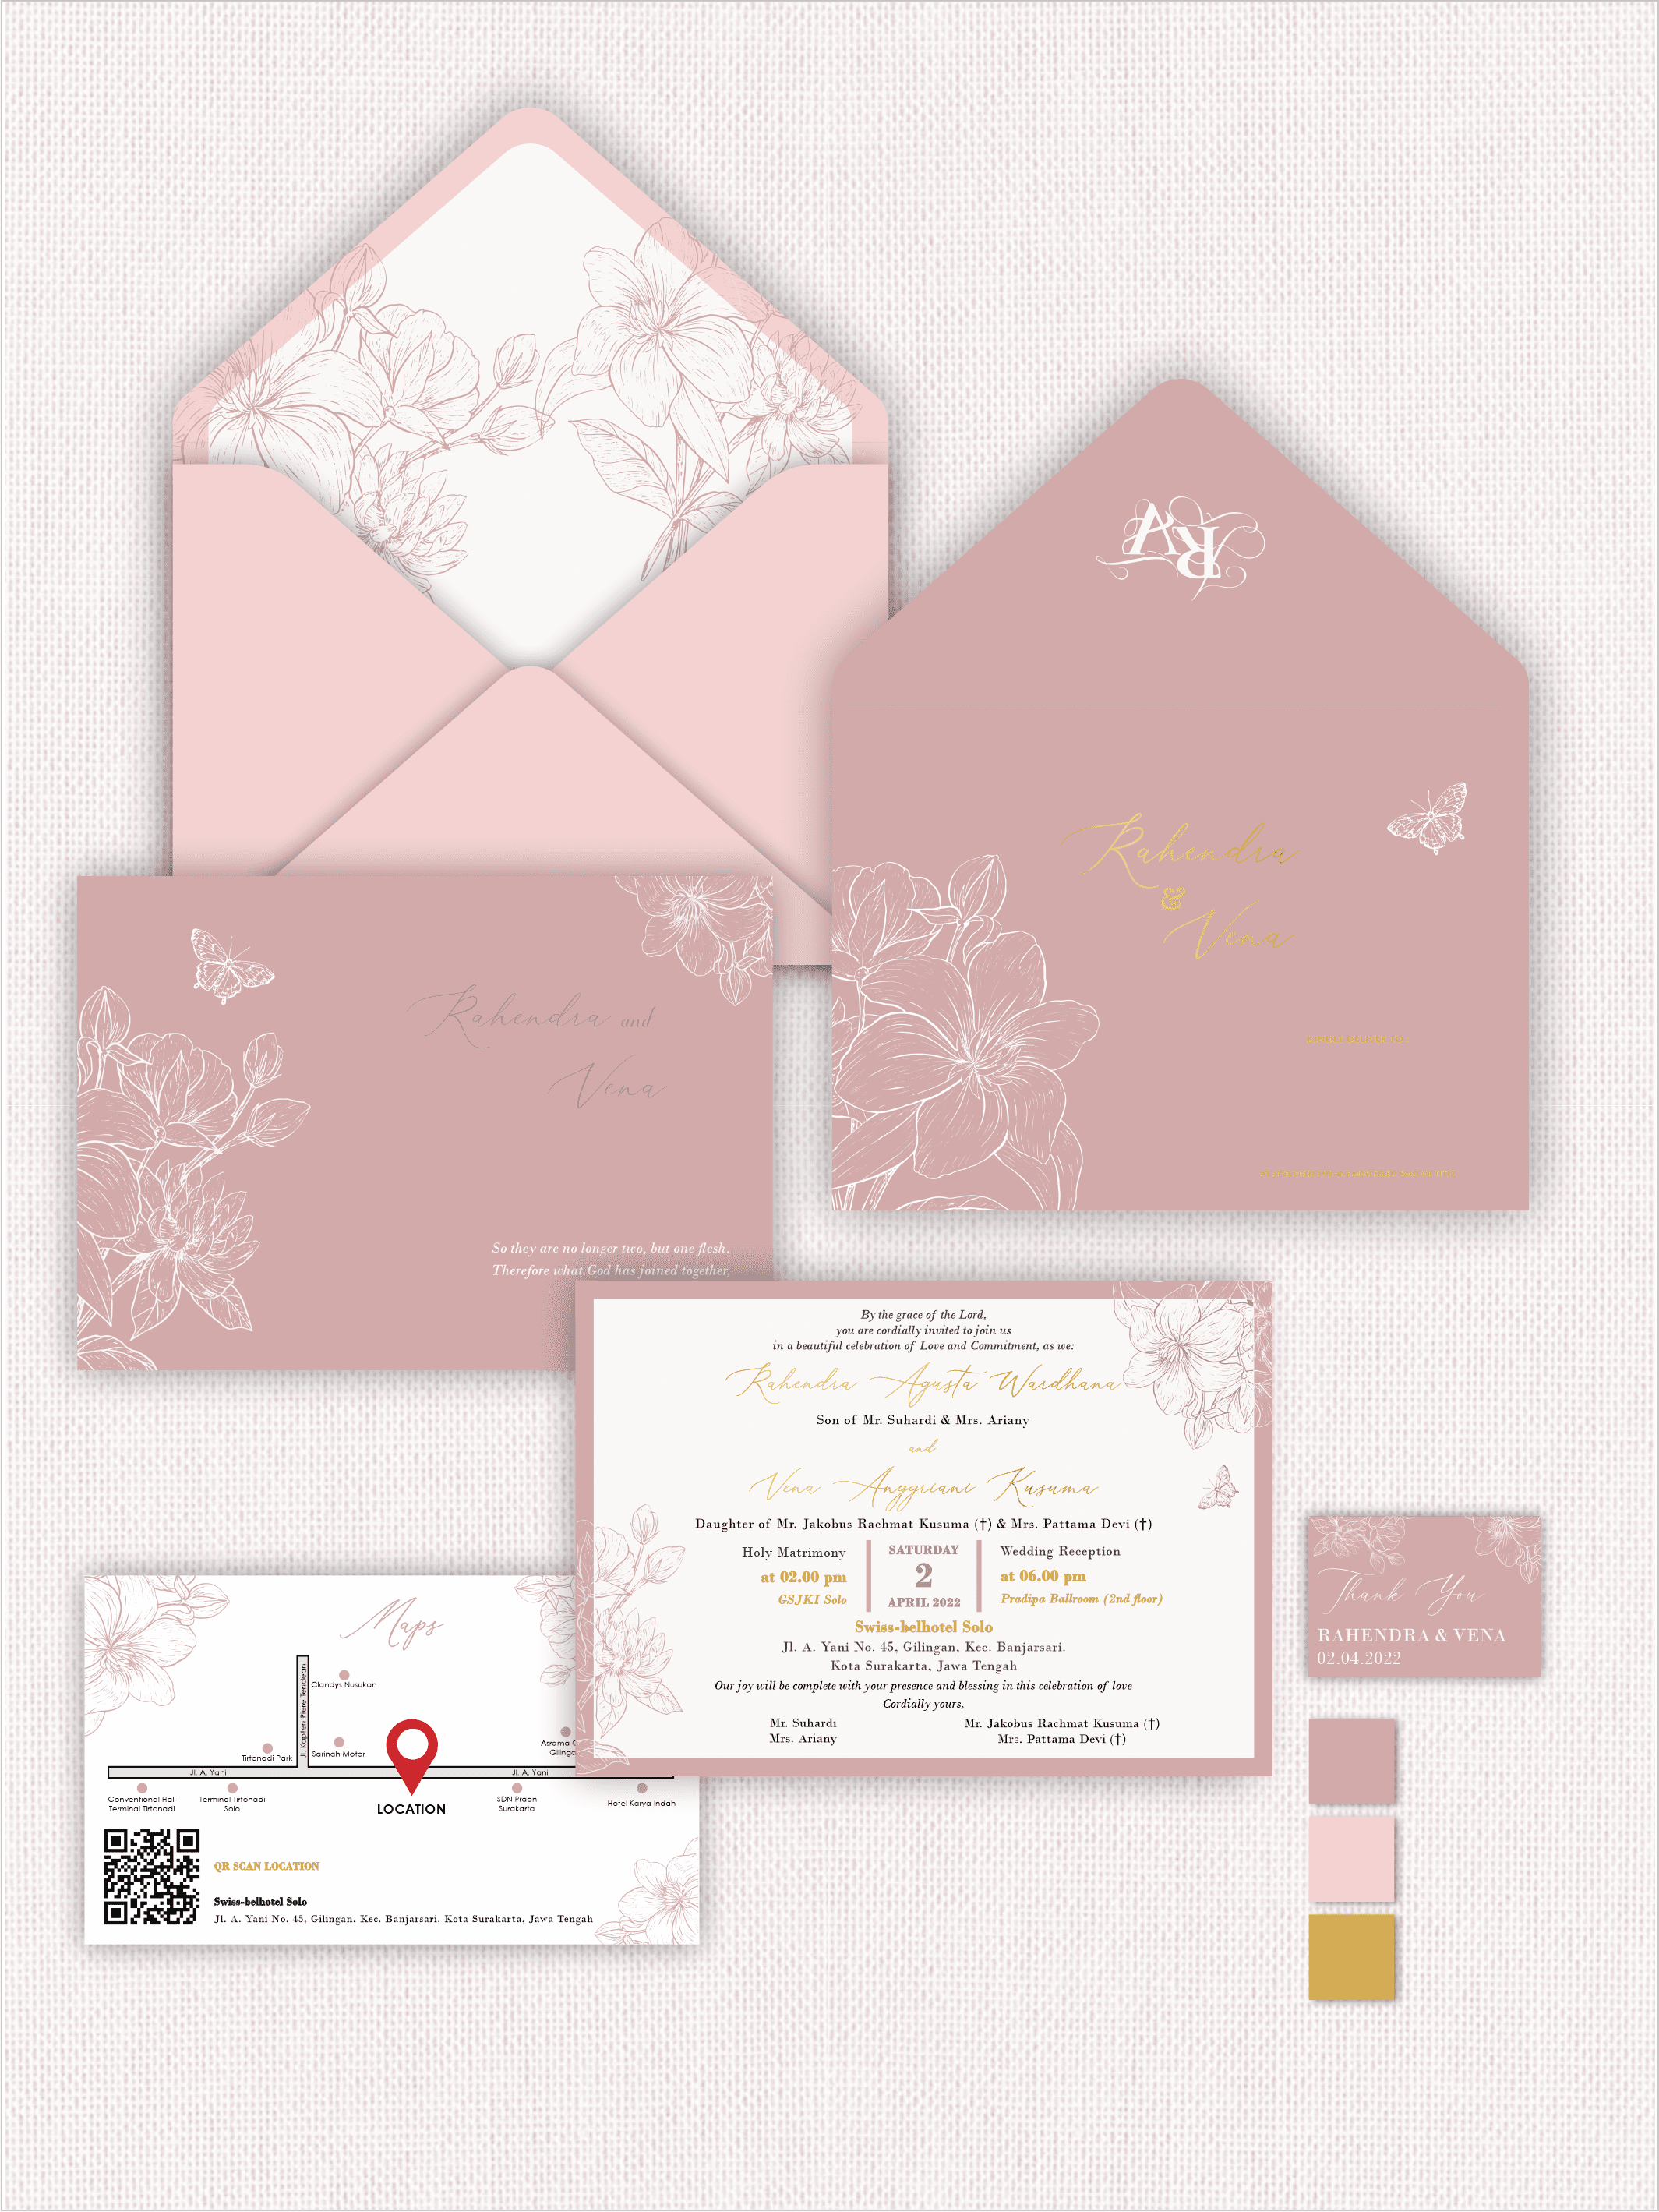 RV
Rahendra
&
Vena
Rahendra and
Vena
So they are no longer two, but one flesh.
Therefore what God has joined together,
By the grace of the Lord,
you are cordially invited to join us
in a beautiful celebration of Love and Commitment, as we:
Rahendra Agusta Wardhana
Son of Mr. Suhardi & Mrs. Ariany
and
Vena Anggriani Kusuma
Daughter of Mr. Jakobus Rachmat Kusuma (†) & Mrs. Pattama Devi (†)
Holy Matrimony
at 02.00 pm
GSJKI Solo
SATURDAY
2
APRIL 2022
Wedding Reception
at 06.00 pm
Pradipa Ballroom (2nd floor)
Swiss-belhotel Solo
Jl. A. Yani No. 45, Gilingan, Kec. Banjarsari.
Kota Surakarta, Jawa Tengah
Our joy will be complete with your presence and blessing in this celebration of love
Cordially yours,
Mr. Suhardi
Mrs. Ariany
Mr. Jakobus Rachmat Kusuma (†)
Mrs. Pattama Devi (†)
Thank You
RAHENDRA & VENA
02.04.2022
Maps
Jl. Kapten Piere Tendean
Clandys Nusukan
Tirtonadi Park
Sarinah Motor
Asrama
Jl. A. Yani
Jl. A. Yani
Conventional Hall
Terminal Tirtonadi
Terminal Tirtonadi
Solo
LOCATION
SDN Praon
Surakarta
Hotel Karya Indah
QR SCAN LOCATION
Swiss-belhotel Solo
Jl. A. Yani No. 45, Gilingan, Kec. Banjarsari. Kota Surakarta, Jawa Tengah